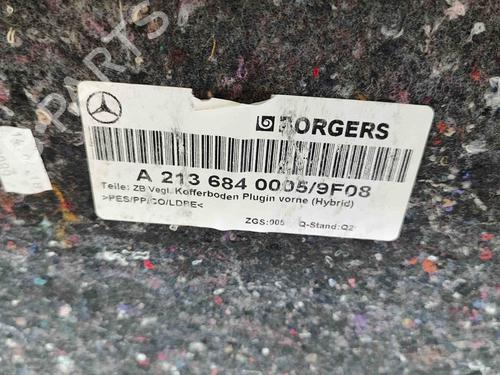 BORGERS
A 213 684 0005/9F08
Teile: ZB Vegl. Kofferboden Plugin vorne (Hybrid)
>PES/PP/CO/LDPE<
ZGS:005 Q-Stand:Q2
PARTS